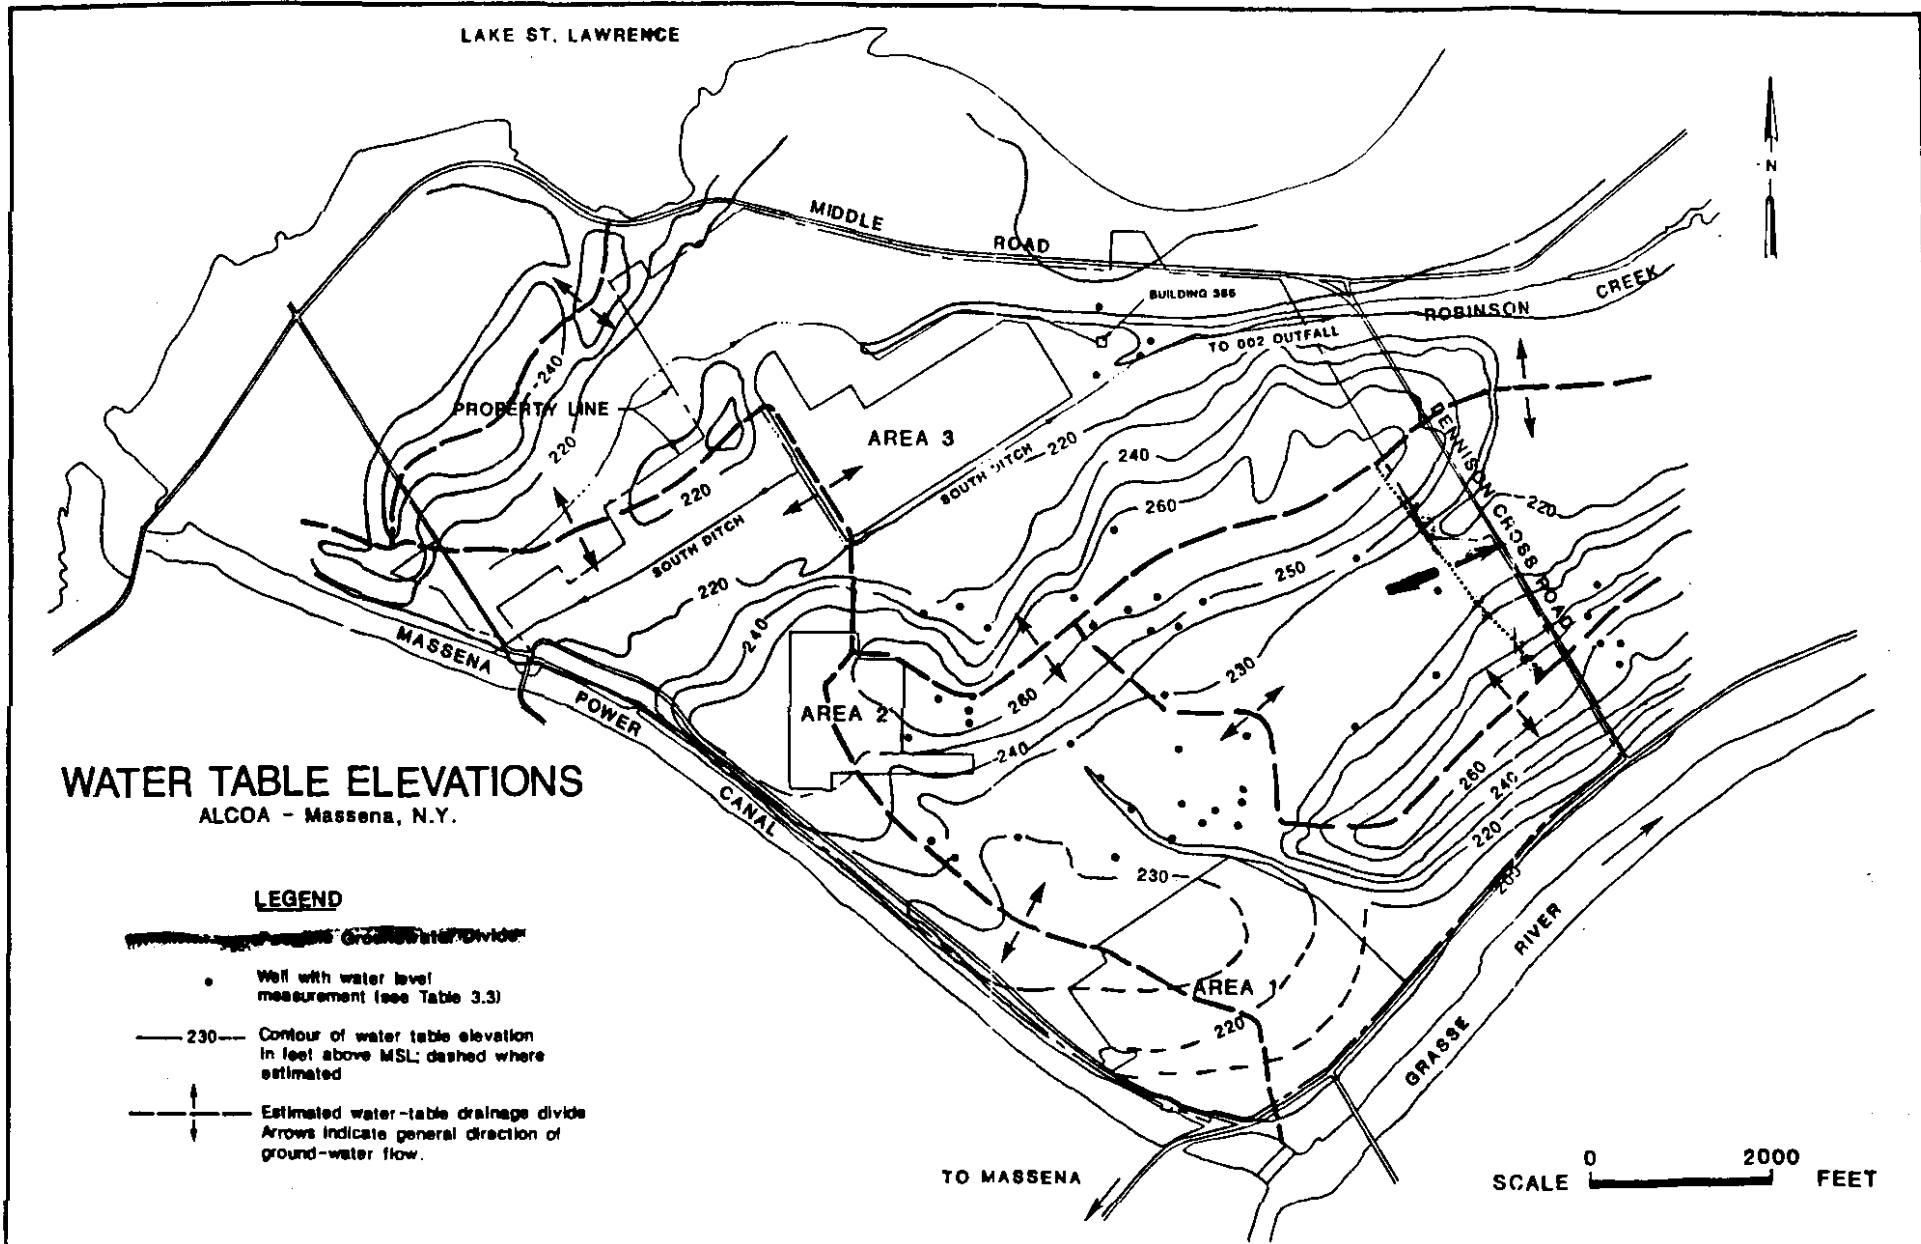 LAKE ST. LAWRENCE
N
MIDDLE
ROAD
BUILDING 365
CREEK
ROBINSON
TO 002 OUTFALL
240
PROPERTY LINE
220
AREA 3
DENNISON CROSS ROAD
220
240
SOUTH DITCH
220
260
220
SOUTH DITCH
220
250
240
MASSENA
POWER
CANAL
230
260
AREA 2
240
WATER TABLE ELEVATIONS
ALCOA - Massena, N.Y.
260
240
220
205
230
LEGEND
Groundwater Divide
Well with water level
measurement (see Table 3.3)
230
Contour of water table elevation
in feet above MSL; dashed where
estimated
Estimated water-table drainage divide
Arrows indicate general direction of
ground-water flow.
AREA 1
220
GRASSE
RIVER
TO MASSENA
SCALE 0 2000 FEET